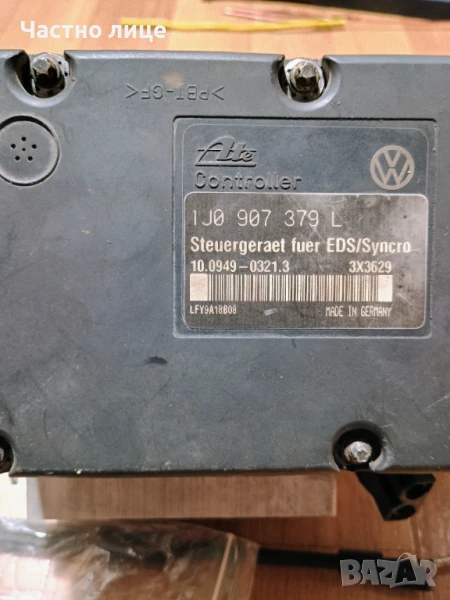 Частно лице
>PBT-GF<
Ate
Controller
1J0 907 379 L
Steuergeraet fuer EDS/Syncro
10.0949-0321.3 3X3629
LFY9A18B08 MADE IN GERMANY
bazar